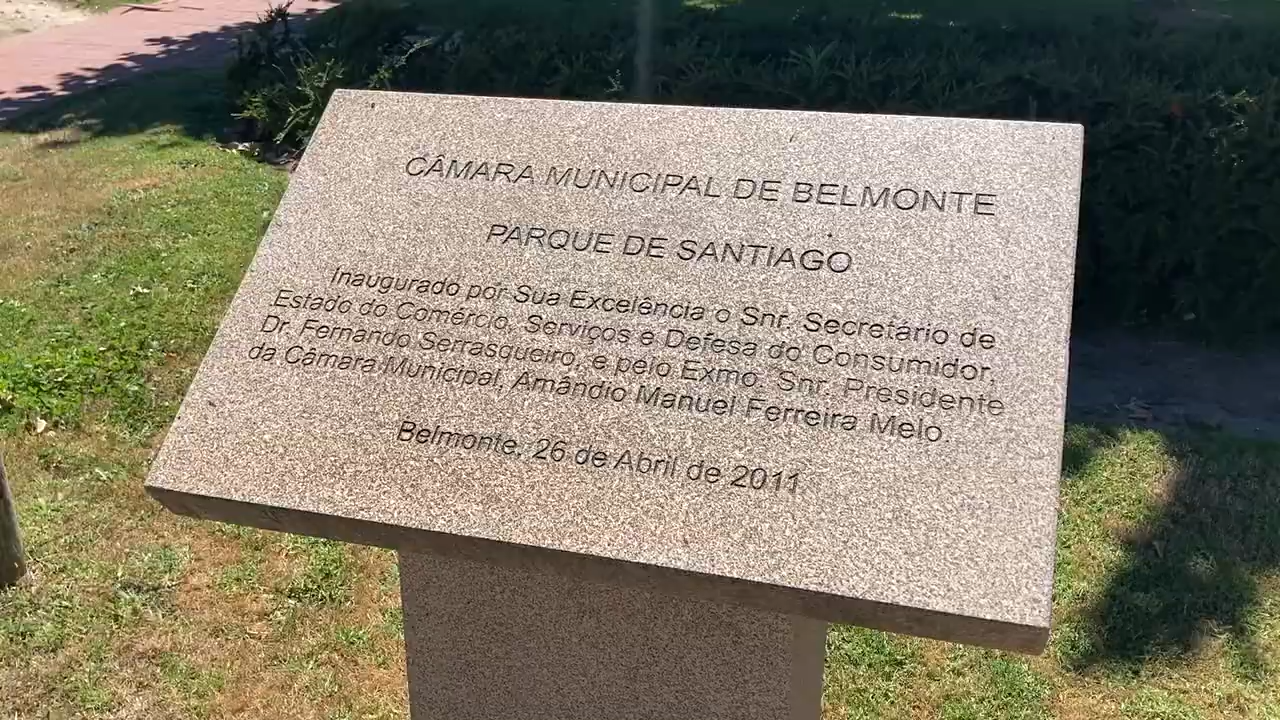 CÂMARA MUNICIPAL DE BELMONTE
PARQUE DE SANTIAGO
Inaugurado por Sua Excelência o Snr. Secretário de
Estado do Comércio, Serviços e Defesa do Consumidor,
Dr. Fernando Serrasqueiro, e pelo Exmo. Snr. Presidente
da Câmara Municipal, Amândio Manuel Ferreira Melo
Belmonte, 26 de Abril de 2011